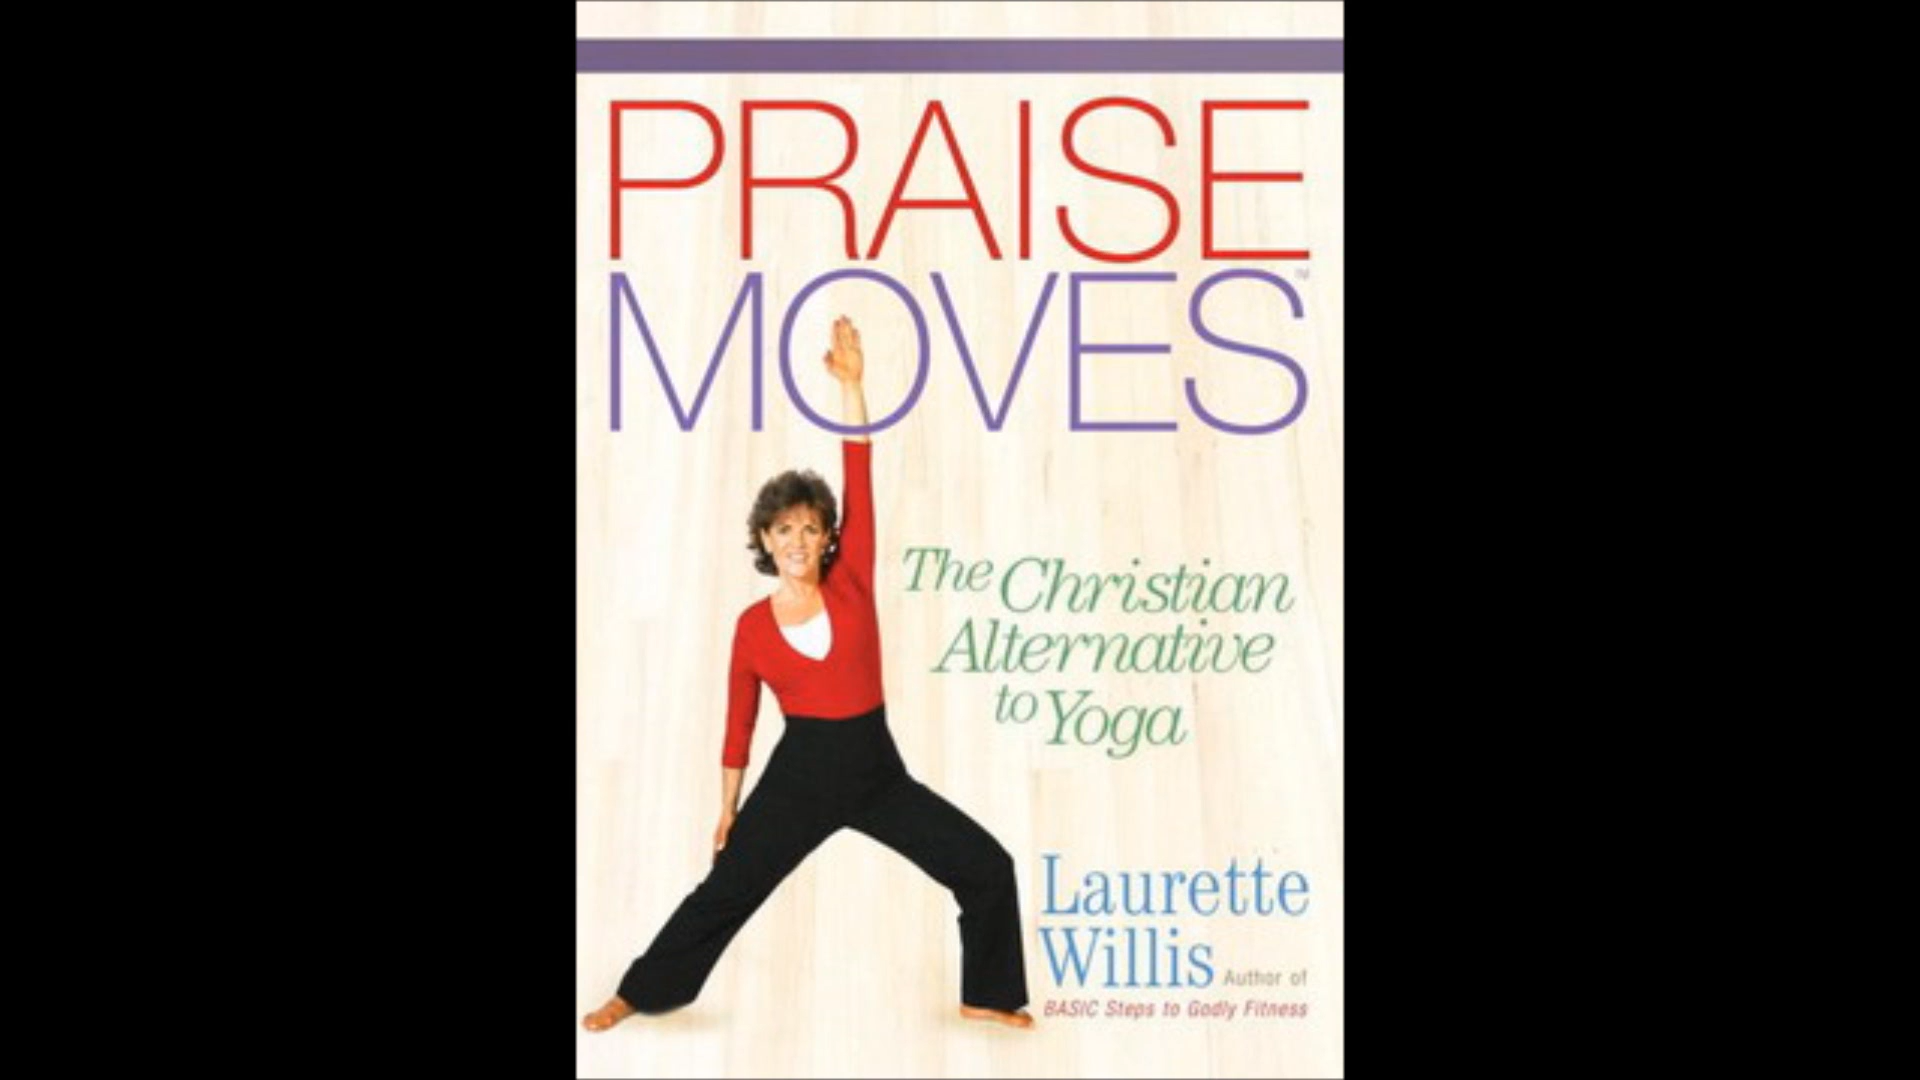 PRAISE
MOVES™
The Christian
Alternative
to Yoga
Laurette
Willis Author of
BASIC Steps to Godly Fitness